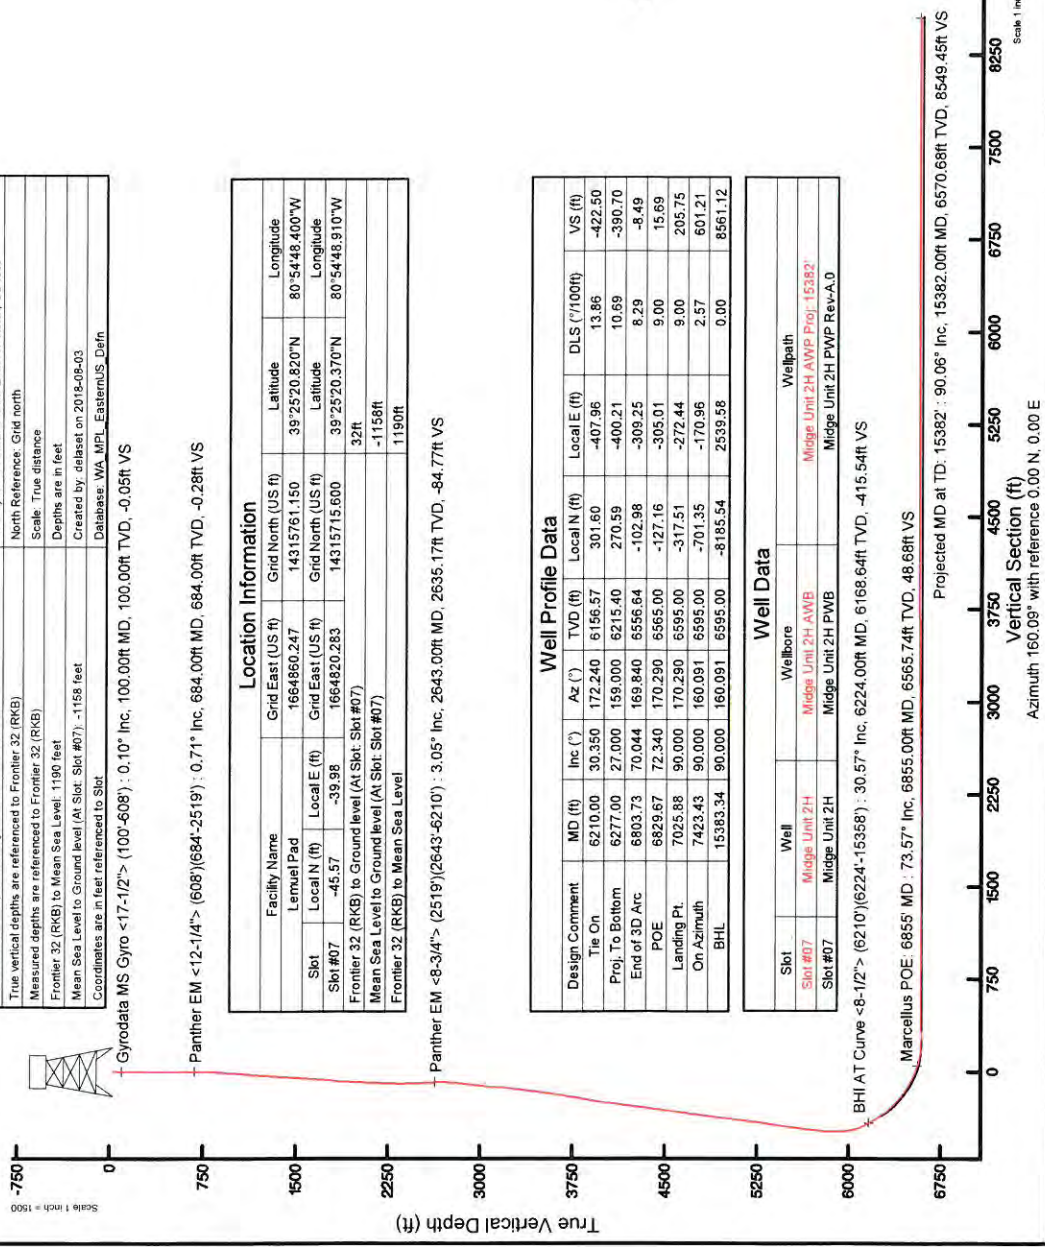 True vertical depths are referenced to Frontier 32 (RKB)
North Reference: Grid north
Measured depths are referenced to Frontier 32 (RKB)
Scale: True distance
Frontier 32 (RKB) to Mean Sea Level: 1190 feet
Depths are in feet
Mean Sea Level to Ground level (At Slot: Slot #07): -1158 feet
Created by: delaset on 2018-08-03
Coordinates are in feet referenced to Slot
Database: WA_MPL_EasternUS_Defn
Scale 1 inch = 1500
True Vertical Depth (ft)
-750
0
750
1500
2250
3000
3750
4500
5250
6000
6750
Gyrodata MS Gyro <17-1/2"> (100'-608') : 0.10° Inc, 100.00ft MD, 100.00ft TVD, -0.05ft VS
Panther EM <12-1/4"> (608')(684'-2519') : 0.71° Inc, 684.00ft MD, 684.00ft TVD, -0.28ft VS
Location Information
Facility Name Grid East (US ft) Grid North (US ft) Latitude Longitude
Lemuel Pad 1664860.247 14315761.150 39°25'20.820"N 80°54'48.400"W
Slot Local N (ft) Local E (ft) Grid East (US ft) Grid North (US ft) Latitude Longitude
Slot #07 -45.57 -39.98 1664820.283 14315715.600 39°25'20.370"N 80°54'48.910"W
Frontier 32 (RKB) to Ground level (At Slot: Slot #07) 32ft
Mean Sea Level to Ground level (At Slot: Slot #07) -1158ft
Frontier 32 (RKB) to Mean Sea Level 1190ft
Panther EM <8-3/4"> (2519')(2643'-6210') : 3.05° Inc, 2643.00ft MD, 2635.17ft TVD, -84.77ft VS
Well Profile Data
Design Comment MD (ft) Inc (°) Az (°) TVD (ft) Local N (ft) Local E (ft) DLS (°/100ft) VS (ft)
Tie On 6210.00 30.350 172.240 6156.57 301.60 -407.96 13.86 -422.50
Proj. To Bottom 6277.00 27.000 159.000 6215.40 270.59 -400.21 10.69 -390.70
End of 3D Arc 6803.73 70.044 169.840 6556.64 -102.98 -309.25 8.29 -8.49
POE 6829.67 72.340 170.290 6565.00 -127.16 -305.01 9.00 15.69
Landing Pt. 7025.88 90.000 170.290 6595.00 -317.51 -272.44 9.00 205.75
On Azimuth 7423.43 90.000 160.091 6595.00 -701.35 -170.96 2.57 601.21
BHL 15383.34 90.000 160.091 6595.00 -8185.54 2539.58 0.00 8561.12
Well Data
Slot Well Wellbore Wellpath
Slot #07 Midge Unit 2H Midge Unit 2H AWB Midge Unit 2H AWP Proj: 15382'
Slot #07 Midge Unit 2H Midge Unit 2H PWB Midge Unit 2H PWP Rev-A.0
BHI AT Curve <8-1/2"> (6210')(6224'-15358') : 30.57° Inc, 6224.00ft MD, 6168.64ft TVD, -415.54ft VS
Marcellus POE: 6855' MD : 73.57° Inc, 6855.00ft MD, 6565.74ft TVD, 48.68ft VS
Projected MD at TD: 15382' : 90.06° Inc, 15382.00ft MD, 6570.68ft TVD, 8549.45ft VS
0 750 1500 2250 3000 3750 4500 5250 6000 6750 7500 8250
Vertical Section (ft)
Azimuth 160.09° with reference 0.00 N, 0.00 E
Scale 1